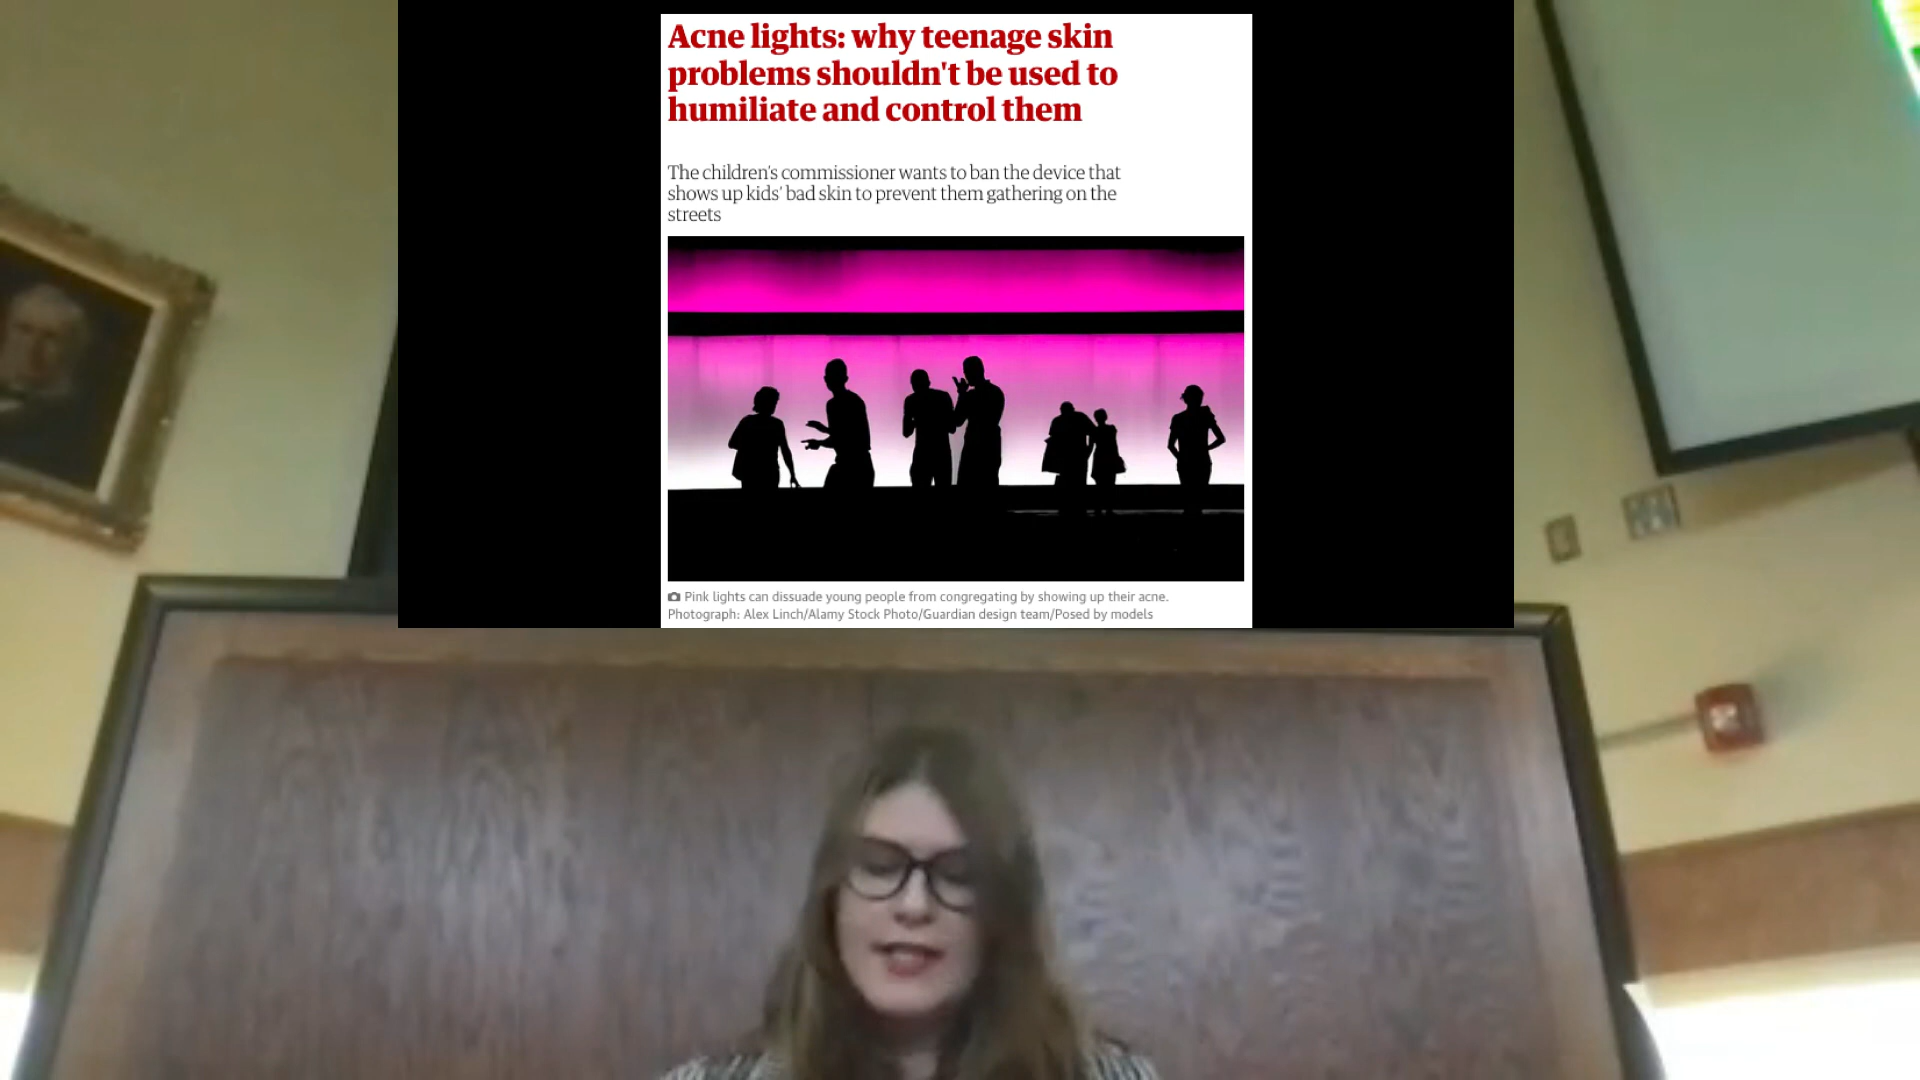 Acne lights: why teenage skin
problems shouldn't be used to
humiliate and control them
The children's commissioner wants to ban the device that
shows up kids' bad skin to prevent them gathering on the
streets
Pink lights can dissuade young people from congregating by showing up their acne.
Photograph: Alex Linch/Alamy Stock Photo/Guardian design team/Posed by models